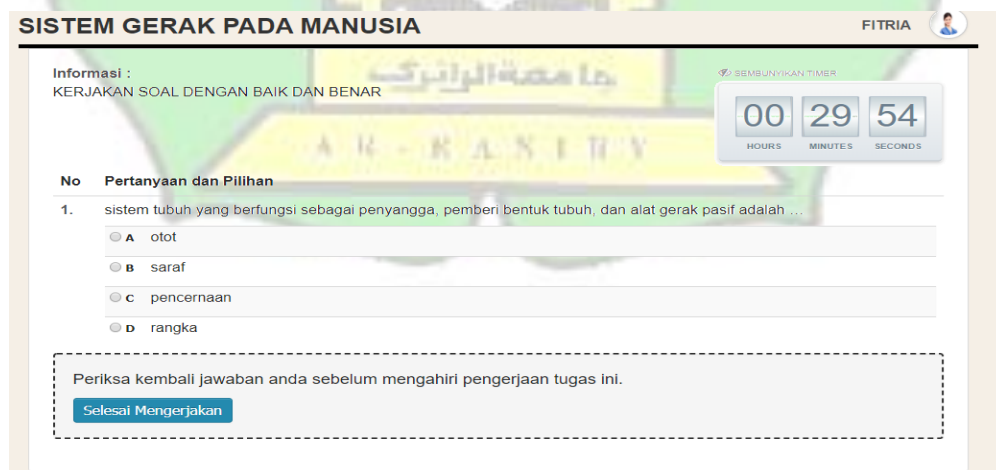 SISTEM GERAK PADA MANUSIA
FITRIA
Informasi :
KERJAKAN SOAL DENGAN BAIK DAN BENAR
SEMBUNYIKAN TIMER
00 29 54
HOURS MINUTES SECONDS
جامعة الرانري
A R - R A N I R Y
No Pertanyaan dan Pilihan
1. sistem tubuh yang berfungsi sebagai penyangga, pemberi bentuk tubuh, dan alat gerak pasif adalah ...
A otot
B saraf
C pencernaan
D rangka
Periksa kembali jawaban anda sebelum mengahiri pengerjaan tugas ini.
Selesai Mengerjakan